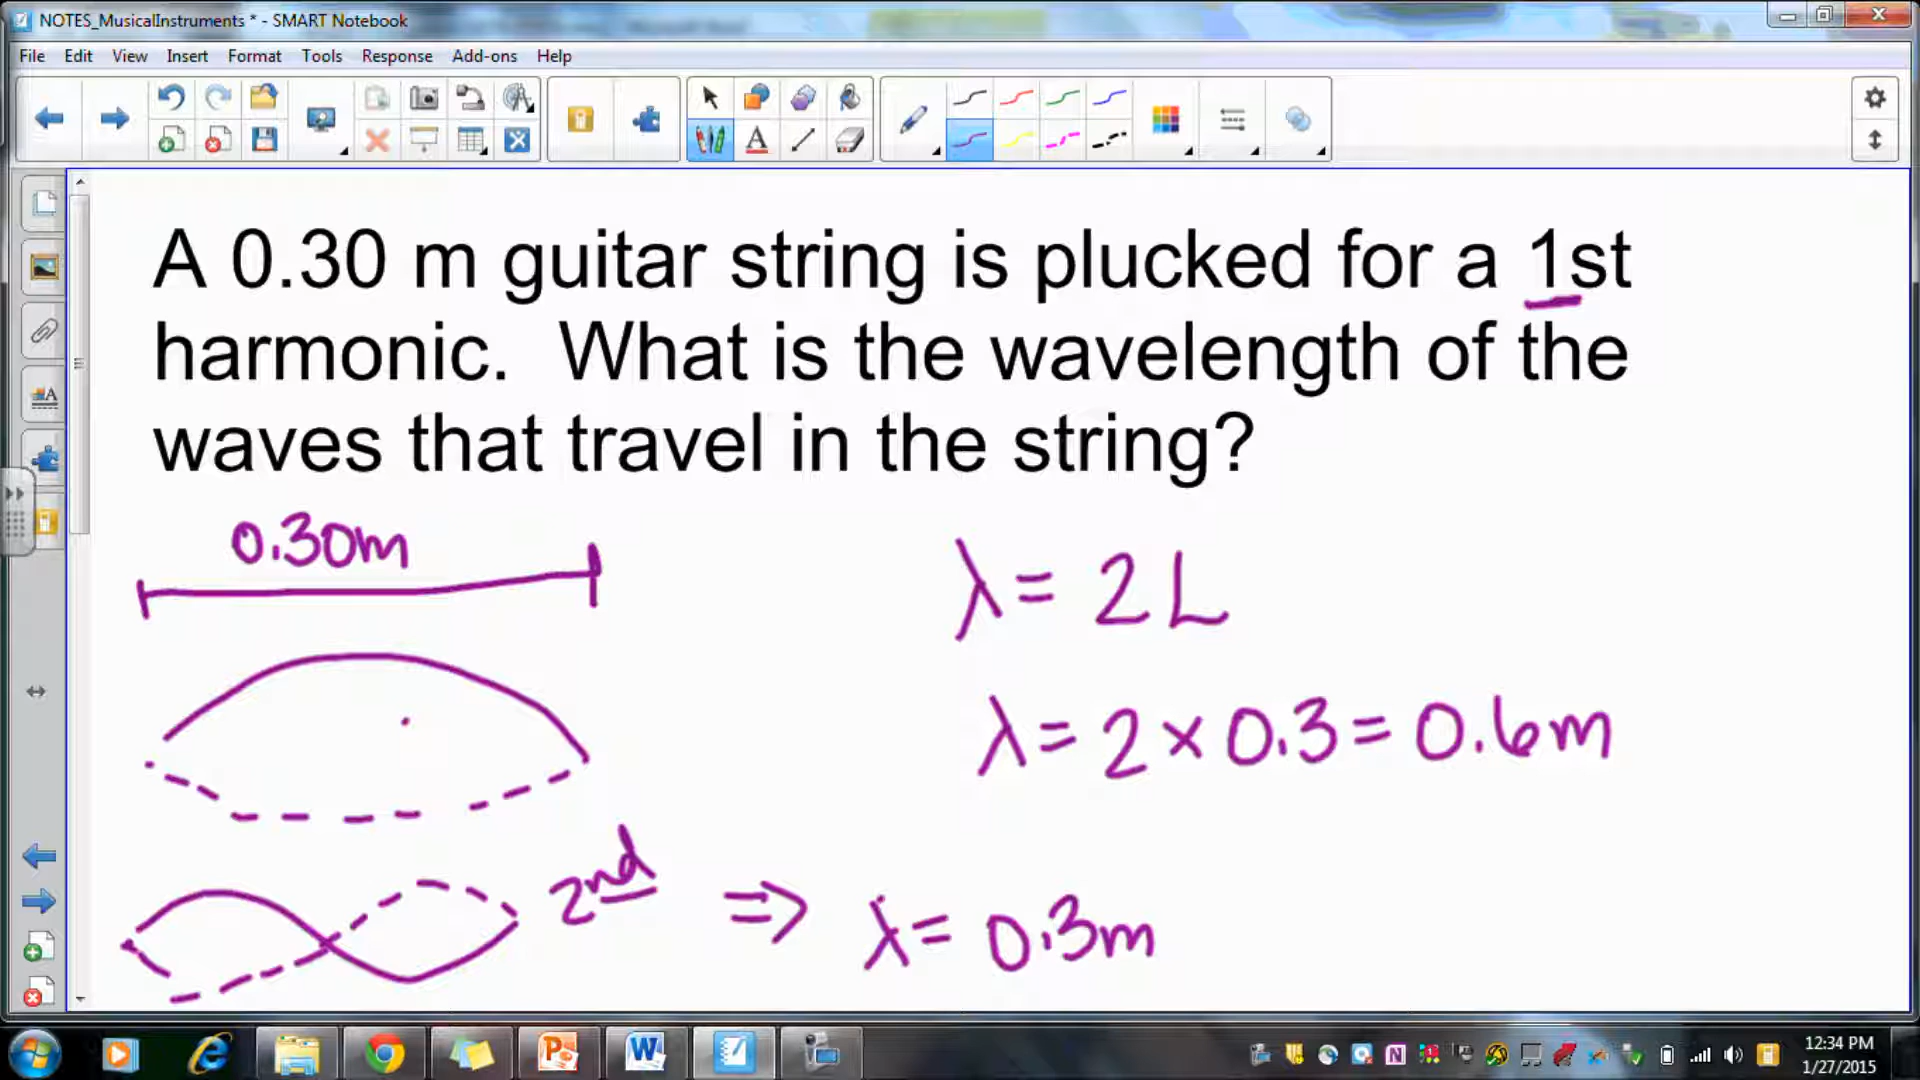 NOTES_MusicalInstruments * - SMART Notebook
File Edit View Insert Format Tools Response Add-ons Help
A 0.30 m guitar string is plucked for a 1st
harmonic. What is the wavelength of the
waves that travel in the string?
0.30m
λ = 2L
λ = 2 × 0.3 = 0.6m
2nd ⇒ λ = 0.3m
12:34 PM
1/27/2015